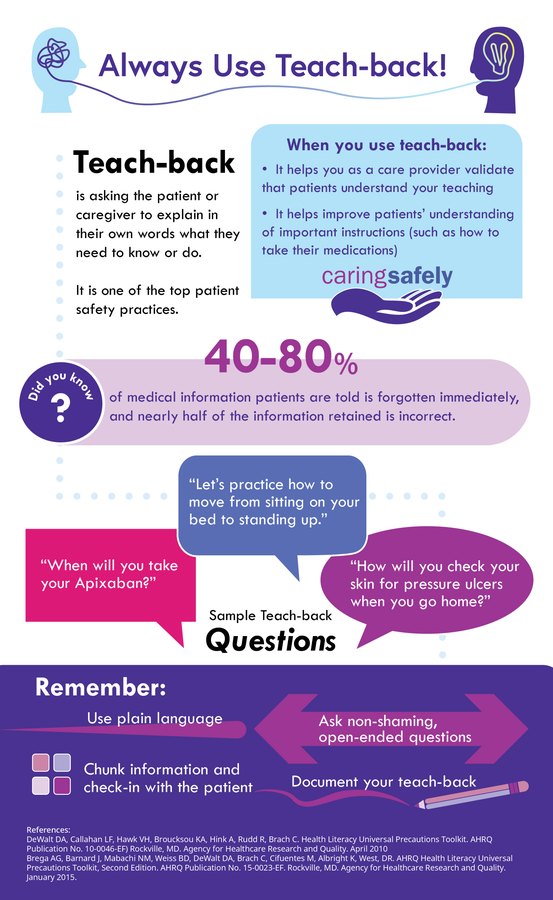 Always Use Teach-back!
Teach-back
is asking the patient or
caregiver to explain in
their own words what they
need to know or do.
It is one of the top patient
safety practices.
When you use teach-back:
• It helps you as a care provider validate
that patients understand your teaching
• It helps improve patients’ understanding
of important instructions (such as how to
take their medications)
caringsafely
Did you know
?
40-80%
of medical information patients are told is forgotten immediately,
and nearly half of the information retained is incorrect.
“Let’s practice how to
move from sitting on your
bed to standing up.”
“When will you take
your Apixaban?”
“How will you check your
skin for pressure ulcers
when you go home?”
Sample Teach-back
Questions
Remember:
Use plain language
Ask non-shaming,
open-ended questions
Chunk information and
check-in with the patient
Document your teach-back
References:
DeWalt DA, Callahan LF, Hawk VH, Broucksou KA, Hink A, Rudd R, Brach C. Health Literacy Universal Precautions Toolkit. AHRQ
Publication No. 10-0046-EF) Rockville, MD. Agency for Healthcare Research and Quality. April 2010
Brega AG, Barnard J, Mabachi NM, Weiss BD, DeWalt DA, Brach C, Cifuentes M, Albright K, West, DR. AHRQ Health Literacy Universal
Precautions Toolkit, Second Edition. AHRQ Publication No. 15-0023-EF. Rockville, MD. Agency for Healthcare Research and Quality.
January 2015.